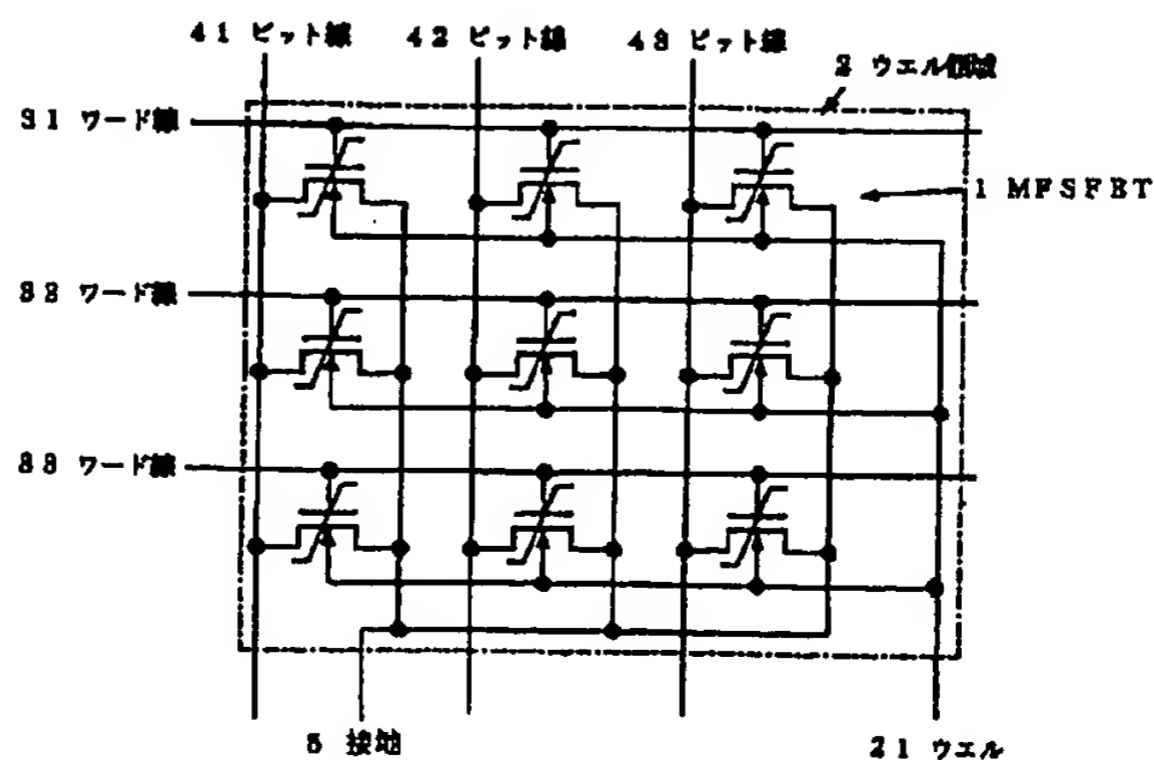 41 ビット線
42 ビット線
43 ビット線
2 ウエル領域
31 ワード線
1 MFSFET
32 ワード線
33 ワード線
5 接地
21 ウエル